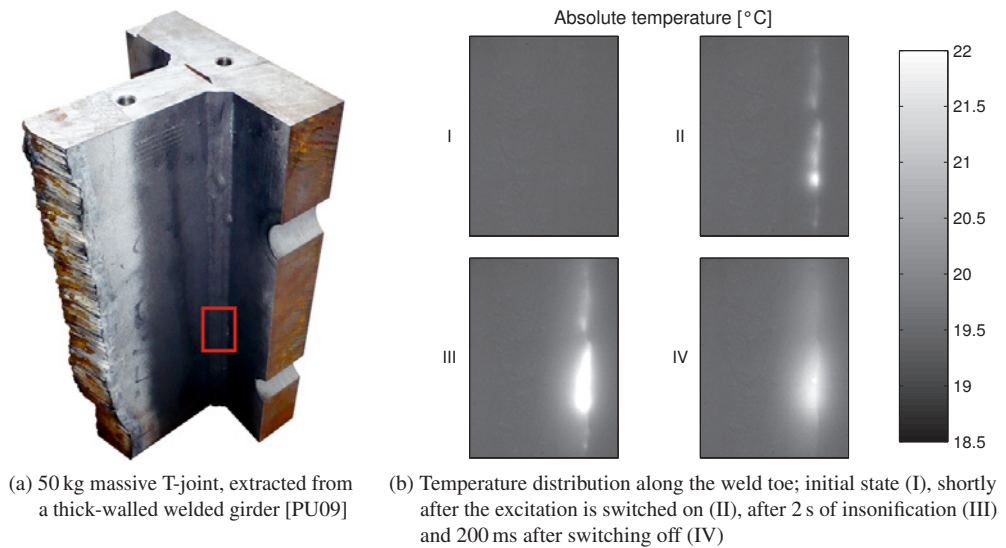 Absolute temperature [°C]
I
II
III
IV
22
21.5
21
20.5
20
19.5
19
18.5
(a) 50 kg massive T-joint, extracted from
a thick-walled welded girder [PU09]
(b) Temperature distribution along the weld toe; initial state (I), shortly
after the excitation is switched on (II), after 2 s of insonification (III)
and 200 ms after switching off (IV)